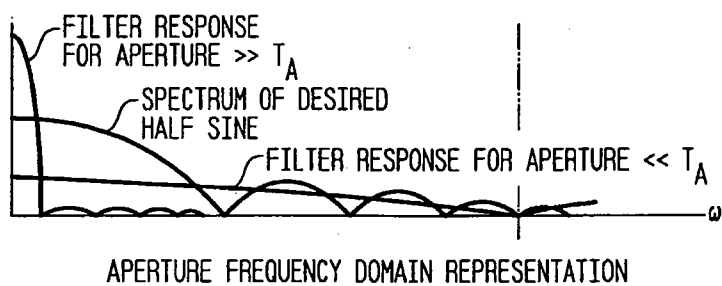 FILTER RESPONSE
FOR APERTURE >> T_A
SPECTRUM OF DESIRED
HALF SINE
FILTER RESPONSE FOR APERTURE << T_A
ω
APERTURE FREQUENCY DOMAIN REPRESENTATION